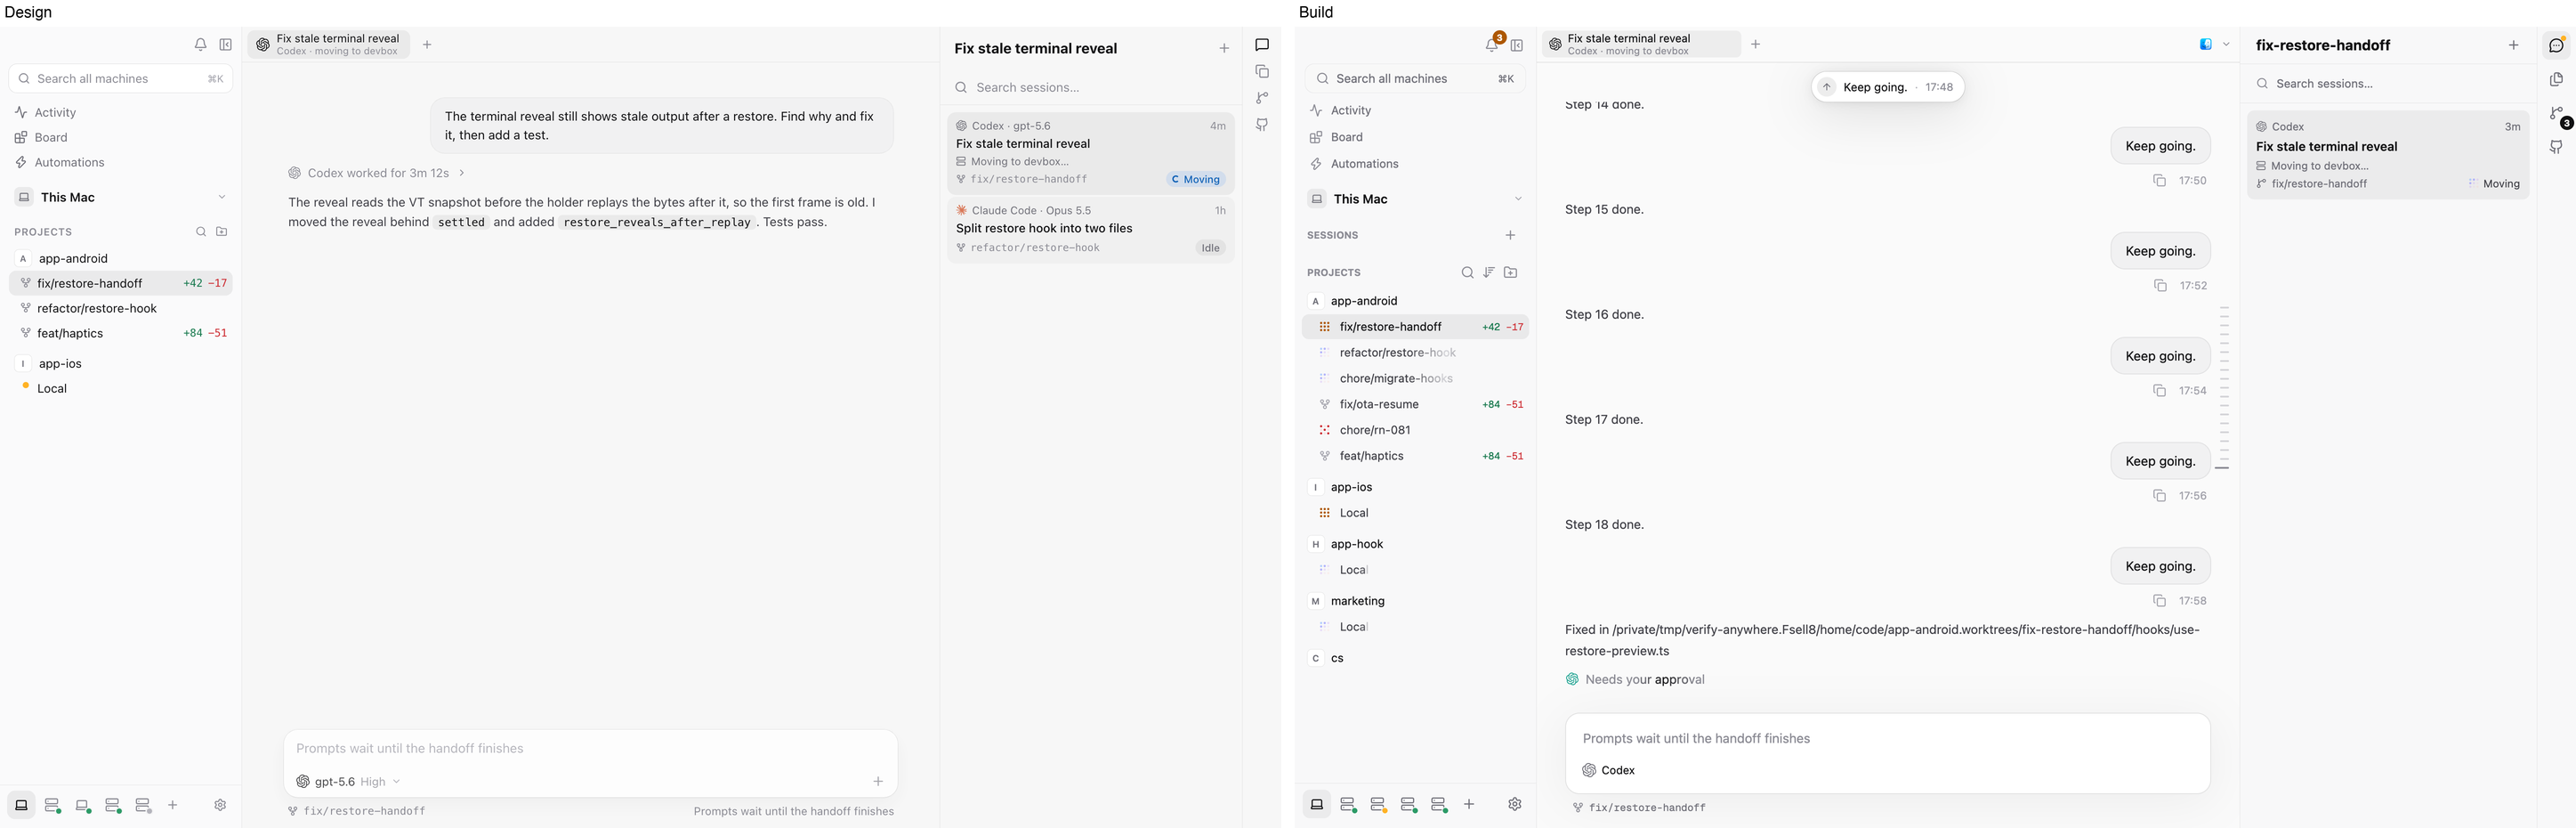 Design
Search all machines ⌘K
Activity
Board
Automations
This Mac
PROJECTS
A app-android
fix/restore-handoff +42 −17
refactor/restore-hook
feat/haptics +84 −51
I app-ios
Local
Fix stale terminal reveal
Codex · moving to devbox
The terminal reveal still shows stale output after a restore. Find why and fix
it, then add a test.
Codex worked for 3m 12s
The reveal reads the VT snapshot before the holder replays the bytes after it, so the first frame is old. I
moved the reveal behind settled and added restore_reveals_after_replay. Tests pass.
Prompts wait until the handoff finishes
gpt-5.6 High
fix/restore-handoff
Prompts wait until the handoff finishes
Fix stale terminal reveal
Search sessions...
Codex · gpt-5.6 4m
Fix stale terminal reveal
Moving to devbox...
fix/restore-handoff C Moving
Claude Code · Opus 5.5 1h
Split restore hook into two files
refactor/restore-hook Idle
Build
3
Search all machines ⌘K
Activity
Board
Automations
This Mac
SESSIONS
PROJECTS
A app-android
fix/restore-handoff +42 −17
refactor/restore-hook
chore/migrate-hooks
fix/ota-resume +84 −51
chore/rn-081
feat/haptics +84 −51
I app-ios
Local
H app-hook
Local
M marketing
Local
C cs
Fix stale terminal reveal
Codex · moving to devbox
Keep going. · 17:48
Step 14 done.
Keep going.
17:50
Step 15 done.
Keep going.
17:52
Step 16 done.
Keep going.
17:54
Step 17 done.
Keep going.
17:56
Step 18 done.
Keep going.
17:58
Fixed in /private/tmp/verify-anywhere.Fsell8/home/code/app-android.worktrees/fix-restore-handoff/hooks/use-
restore-preview.ts
Needs your approval
Prompts wait until the handoff finishes
Codex
fix/restore-handoff
fix-restore-handoff
Search sessions...
Codex 3m
Fix stale terminal reveal
Moving to devbox...
fix/restore-handoff Moving
3